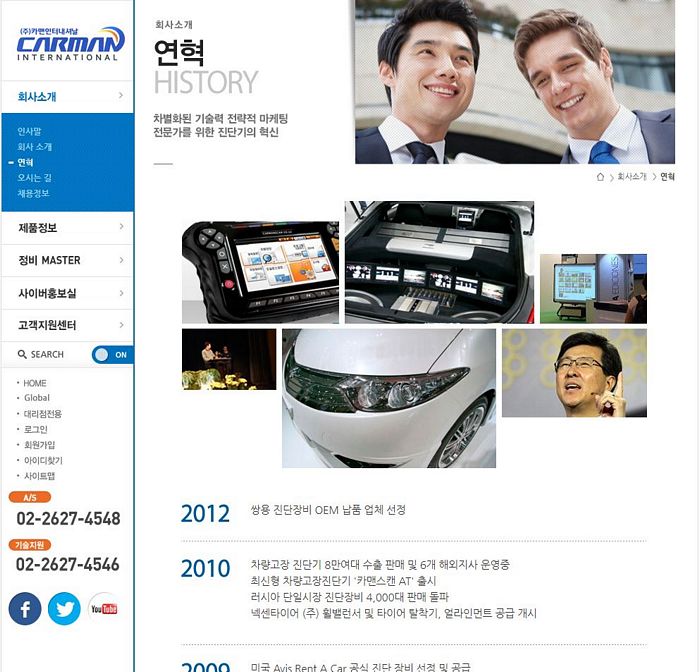 (주)카맨인터내셔날
CARMAN
INTERNATIONAL
회사소개
인사말
회사 소개
연혁
오시는 길
채용정보
제품정보
정비 MASTER
사이버홍보실
고객지원센터
SEARCH
ON
HOME
Global
대리점전용
로그인
회원가입
아이디찾기
사이트맵
A/S
02-2627-4548
기술지원
02-2627-4546
You Tube
회사소개
연혁
HISTORY
차별화된 기술력 전략적 마케팅
전문가를 위한 진단기의 혁신
회사소개 > 연혁
2012
쌍용 진단장비 OEM 납품 업체 선정
2010
차량고장 진단기 8만여대 수출 판매 및 6개 해외지사 운영중
최신형 차량고장진단기 '카맨스캔 AT' 출시
러시아 단일시장 진단장비 4,000대 판매 돌파
넥센타이어 (주) 휠밸런서 및 타이어 탈착기, 얼라인먼트 공급 개시
2009
미국 Avis Rent A Car 공식 진단 장비 선정 및 공급